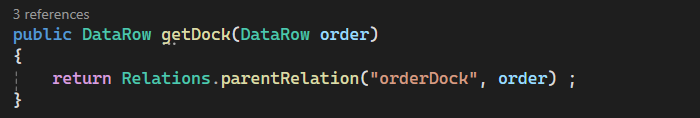 3 references
public DataRow getDock(DataRow order)
{
    return Relations.parentRelation("orderDock", order) ;
}